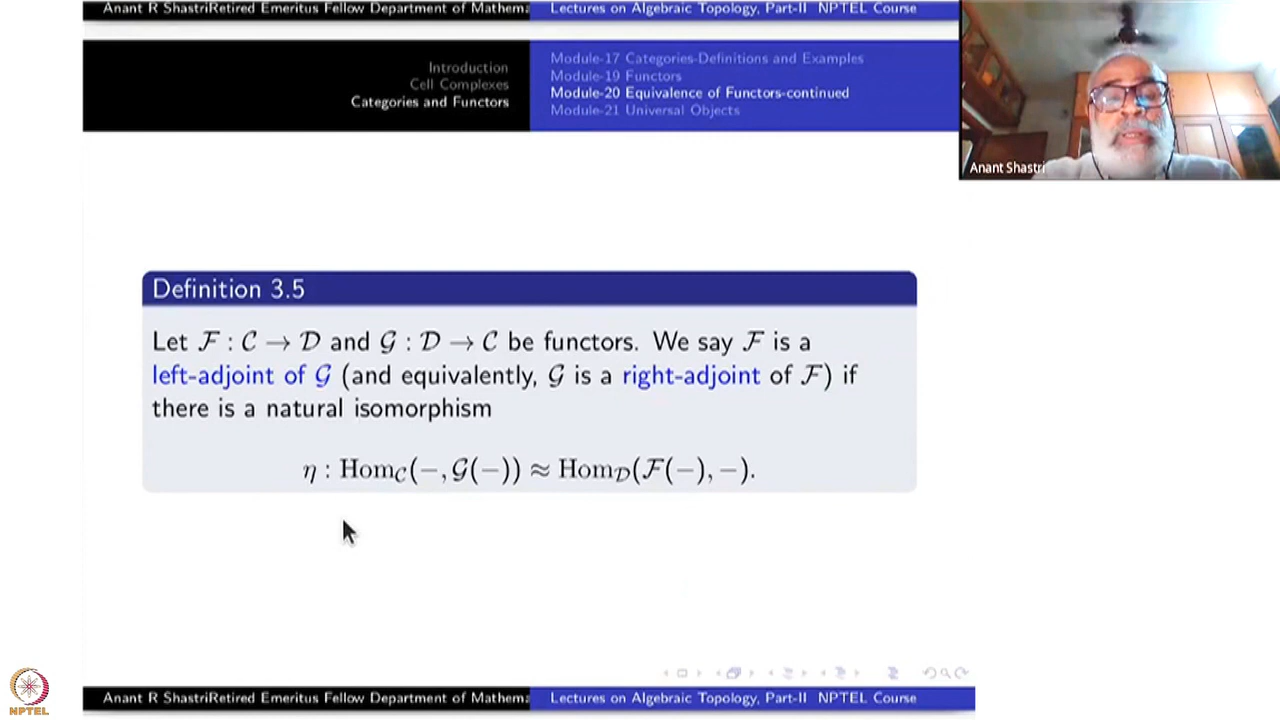 Anant R ShastriRetired Emeritus Fellow Department of Mathema
Lectures on Algebraic Topology, Part-II NPTEL Course
Introduction
Cell Complexes
Categories and Functors
Module-17 Categories-Definitions and Examples
Module-19 Functors
Module-20 Equivalence of Functors-continued
Module-21 Universal Objects
Anant Shastri
Definition 3.5
Let 𝓕 : 𝓒 → 𝓓 and 𝓖 : 𝓓 → 𝓒 be functors. We say 𝓕 is a
left-adjoint of 𝓖 (and equivalently, 𝓖 is a right-adjoint of 𝓕) if
there is a natural isomorphism
η : Hom𝓒(−, 𝓖(−)) ≈ Hom𝓓(𝓕(−), −).
Anant R ShastriRetired Emeritus Fellow Department of Mathema
Lectures on Algebraic Topology, Part-II NPTEL Course
NPTEL